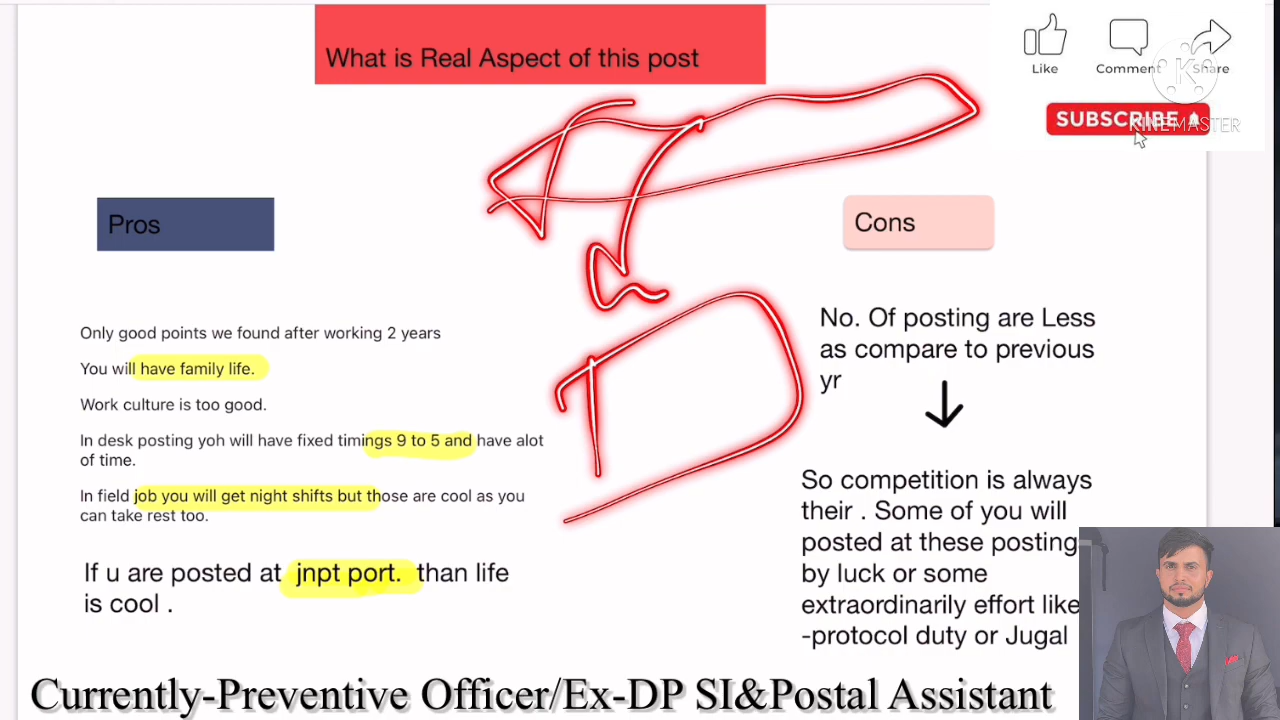 What is Real Aspect of this post
Like
Comment
Share
SUBSCRIBE
KINEMASTER
Pros
Cons
Only good points we found after working 2 years
You will have family life.
Work culture is too good.
In desk posting yoh will have fixed timings 9 to 5 and have alot
of time.
In field job you will get night shifts but those are cool as you
can take rest too.
If u are posted at jnpt port. than life
is cool .
No. Of posting are Less
as compare to previous
yr
So competition is always
their . Some of you will
posted at these posting
by luck or some
extraordinarily effort like
-protocol duty or Jugal
Currently-Preventive Officer/Ex-DP SI&Postal Assistant